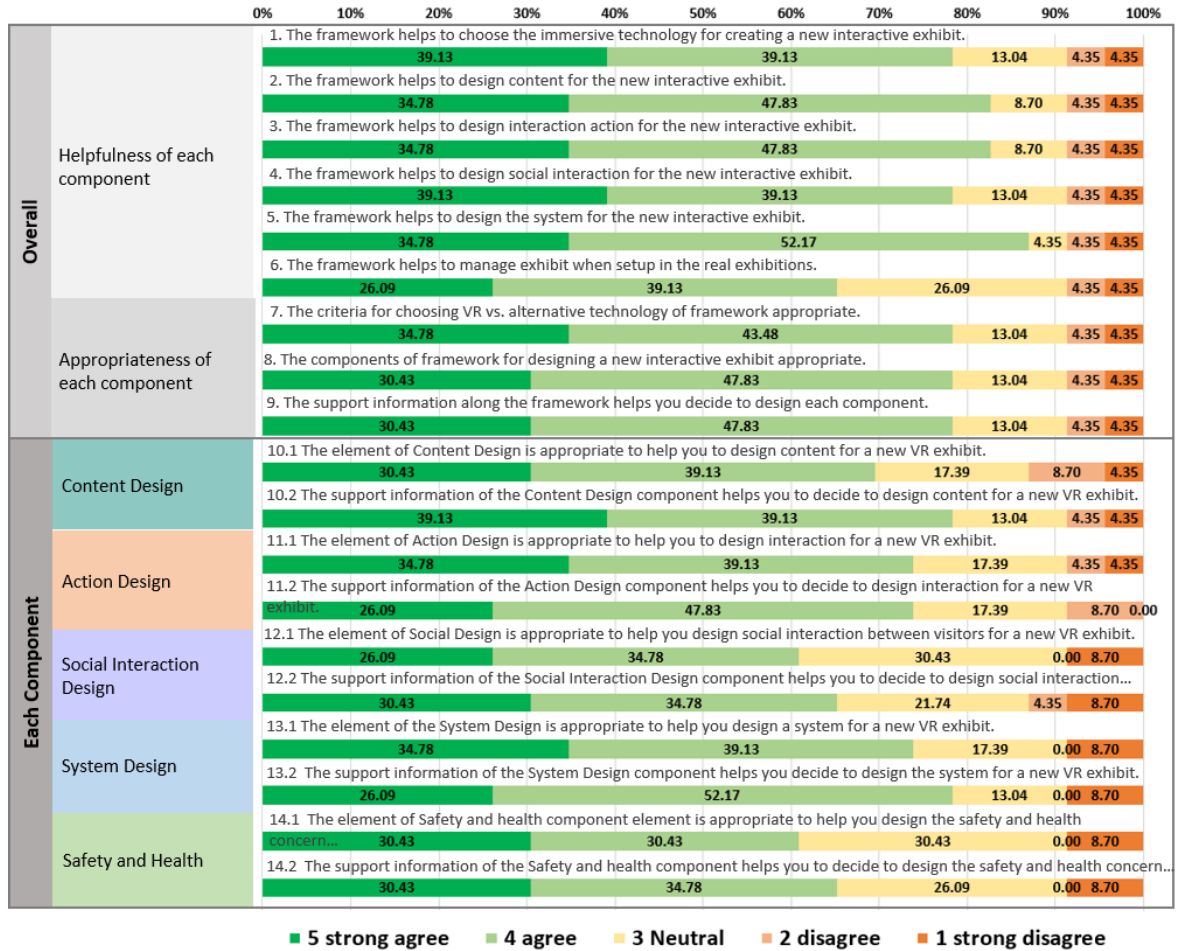 0% 10% 20% 30% 40% 50% 60% 70% 80% 90% 100%
Overall
Helpfulness of each
component
1. The framework helps to choose the immersive technology for creating a new interactive exhibit.
39.13 39.13 13.04 4.35 4.35
2. The framework helps to design content for the new interactive exhibit.
34.78 47.83 8.70 4.35 4.35
3. The framework helps to design interaction action for the new interactive exhibit.
34.78 47.83 8.70 4.35 4.35
4. The framework helps to design social interaction for the new interactive exhibit.
39.13 39.13 13.04 4.35 4.35
5. The framework helps to design the system for the new interactive exhibit.
34.78 52.17 4.35 4.35 4.35
6. The framework helps to manage exhibit when setup in the real exhibitions.
26.09 39.13 26.09 4.35 4.35
Appropriateness of
each component
7. The criteria for choosing VR vs. alternative technology of framework appropriate.
34.78 43.48 13.04 4.35 4.35
8. The components of framework for designing a new interactive exhibit appropriate.
30.43 47.83 13.04 4.35 4.35
9. The support information along the framework helps you decide to design each component.
30.43 47.83 13.04 4.35 4.35
Each Component
Content Design
10.1 The element of Content Design is appropriate to help you to design content for a new VR exhibit.
30.43 39.13 17.39 8.70 4.35
10.2 The support information of the Content Design component helps you to decide to design content for a new VR exhibit.
39.13 39.13 13.04 4.35 4.35
Action Design
11.1 The element of Action Design is appropriate to help you to design interaction for a new VR exhibit.
34.78 39.13 17.39 4.35 4.35
11.2 The support information of the Action Design component helps you to decide to design interaction for a new VR
exhibit.
26.09 47.83 17.39 8.70 0.00
Social Interaction
Design
12.1 The element of Social Design is appropriate to help you design social interaction between visitors for a new VR exhibit.
26.09 34.78 30.43 0.00 8.70
12.2 The support information of the Social Interaction Design component helps you to decide to design social interaction...
30.43 34.78 21.74 4.35 8.70
System Design
13.1 The element of the System Design is appropriate to help you design a system for a new VR exhibit.
34.78 39.13 17.39 0.00 8.70
13.2 The support information of the System Design component helps you decide to design the system for a new VR exhibit.
26.09 52.17 13.04 0.00 8.70
Safety and Health
14.1 The element of Safety and health component element is appropriate to help you design the safety and health
concern...
30.43 30.43 30.43 0.00 8.70
14.2 The support information of the Safety and health component helps you to decide to design the safety and health concern...
30.43 34.78 26.09 0.00 8.70
5 strong agree 4 agree 3 Neutral 2 disagree 1 strong disagree